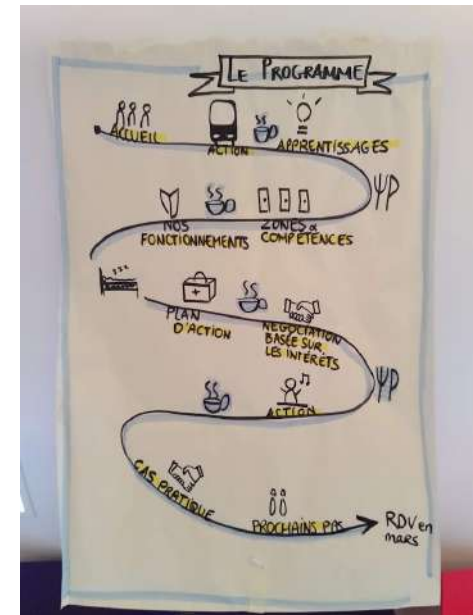 LE PROGRAMME
ACCUEIL
ACTION
APPRENTISSAGES
NOS
FONCTIONNEMENTS
ZONES &
COMPÉTENCES
zzz
PLAN
D'ACTION
NÉGOCIATION
BASÉE SUR
LES INTÉRÊTS
ACTION
CAS PRATIQUE
PROCHAINS PAS
RDV en
mars